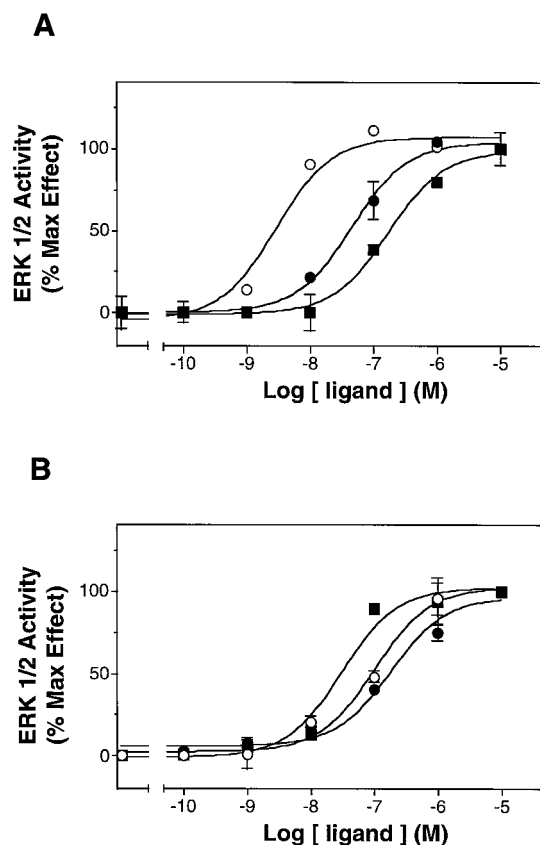 A
ERK 1/2 Activity
(% Max Effect)
100
50
0
-10 -9 -8 -7 -6 -5
Log [ ligand ] (M)
B
ERK 1/2 Activity
(% Max Effect)
100
50
0
-10 -9 -8 -7 -6 -5
Log [ ligand ] (M)